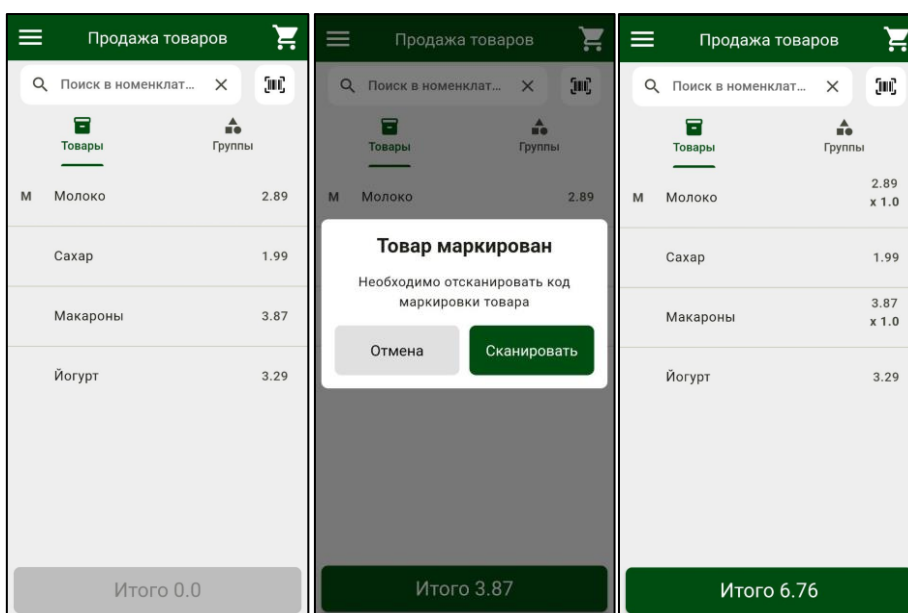 Продажа товаров
Поиск в номенклат...
Товары
Группы
М Молоко 2.89
Сахар 1.99
Макароны 3.87
Йогурт 3.29
Итого 0.0
Продажа товаров
Поиск в номенклат...
Товары
Группы
М Молоко 2.89
Товар маркирован
Необходимо отсканировать код
маркировки товара
Отмена
Сканировать
Итого 3.87
Продажа товаров
Поиск в номенклат...
Товары
Группы
М Молоко 2.89
x 1.0
Сахар 1.99
Макароны 3.87
x 1.0
Йогурт 3.29
Итого 6.76